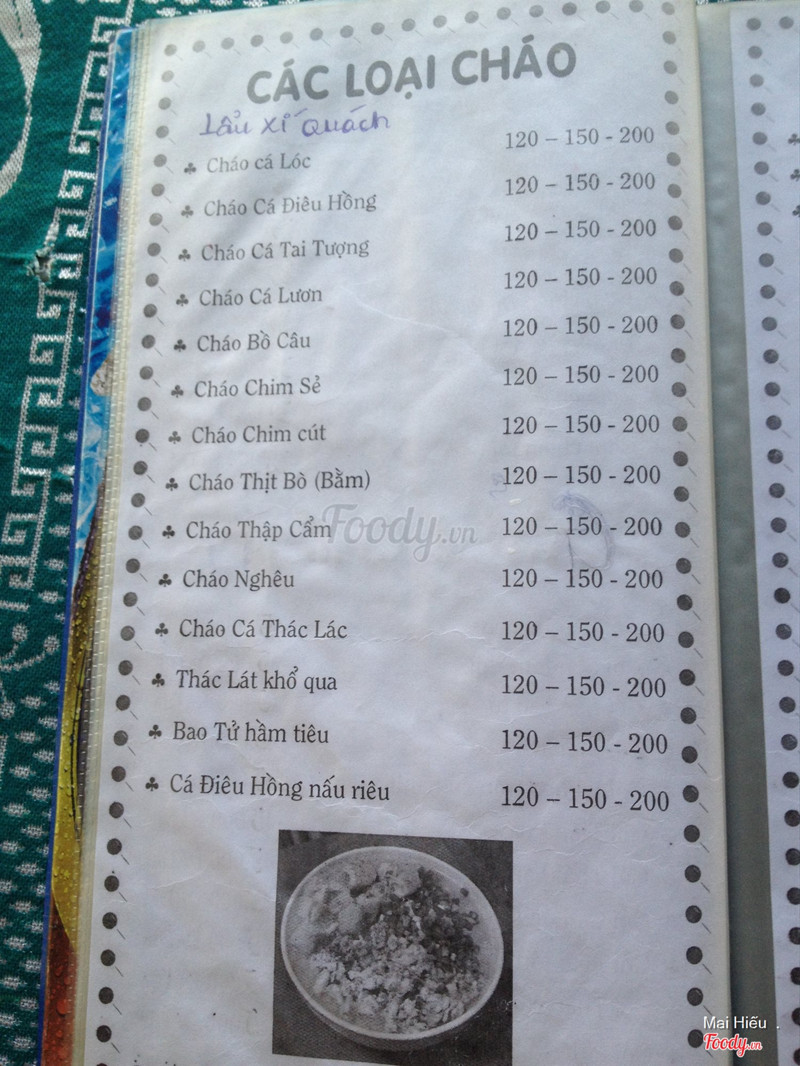 CÁC LOẠI CHÁO
Lẩu xí quách
♣ Cháo cá Lóc 120 – 150 - 200
♣ Cháo Cá Điêu Hồng 120 – 150 - 200
♣ Cháo Cá Tai Tượng 120 – 150 - 200
♣ Cháo Cá Lươn 120 – 150 - 200
♣ Cháo Bồ Câu 120 – 150 - 200
♣ Cháo Chim Sẻ 120 – 150 - 200
♣ Cháo Chim cút 120 – 150 - 200
♣ Cháo Thịt Bò (Bằm) 120 – 150 - 200
♣ Cháo Thập Cẩm 120 – 150 - 200
♣ Cháo Nghêu 120 – 150 - 200
♣ Cháo Cá Thác Lác 120 – 150 - 200
♣ Thác Lát khổ qua 120 – 150 - 200
♣ Bao Tử hầm tiêu 120 – 150 - 200
♣ Cá Điêu Hồng nấu riêu 120 – 150 - 200
Foody.vn
Mai Hiếu .
Foody.vn